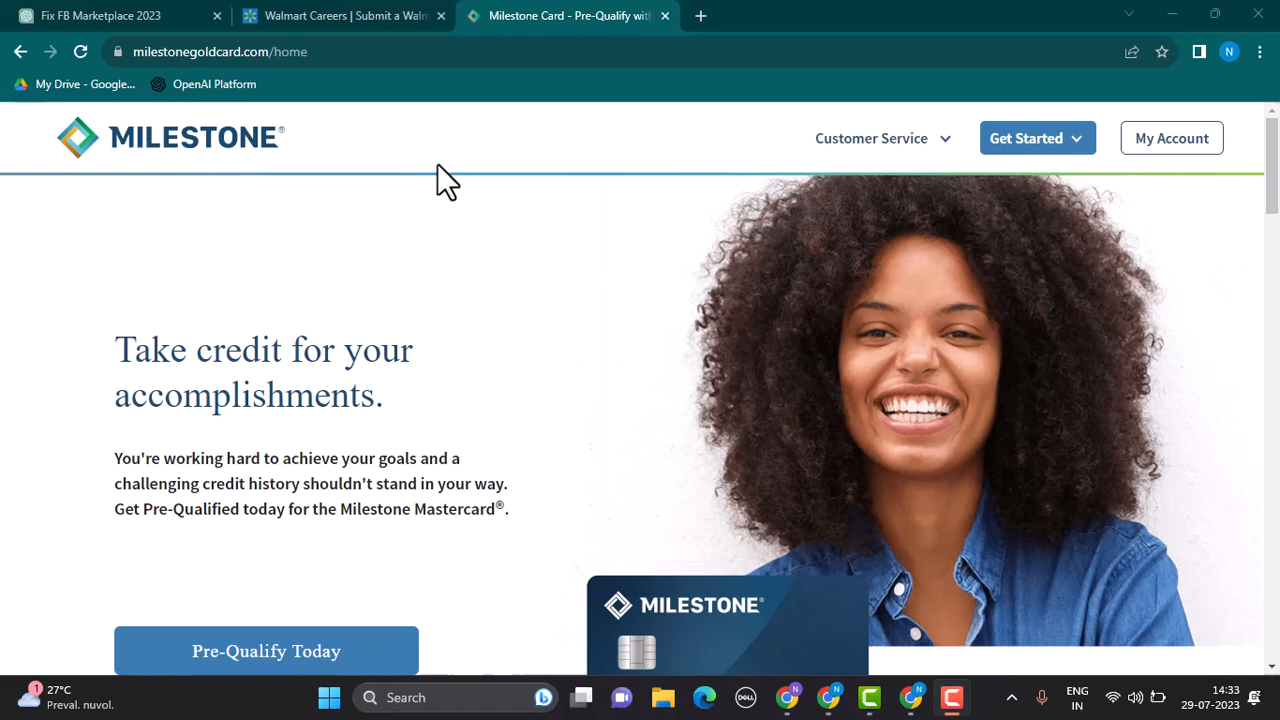 Fix FB Marketplace 2023
Walmart Careers | Submit a Walm
Milestone Card - Pre-Qualify with
milestonegoldcard.com/home
N
My Drive - Google...
OpenAI Platform
MILESTONE®
Customer Service
Get Started
My Account
Take credit for your
accomplishments.
You're working hard to achieve your goals and a
challenging credit history shouldn't stand in your way.
Get Pre-Qualified today for the Milestone Mastercard®.
Pre-Qualify Today
MILESTONE®
1
27°C
Preval. nuvol.
Search
DELL
N
N
N
ENG
IN
14:33
29-07-2023